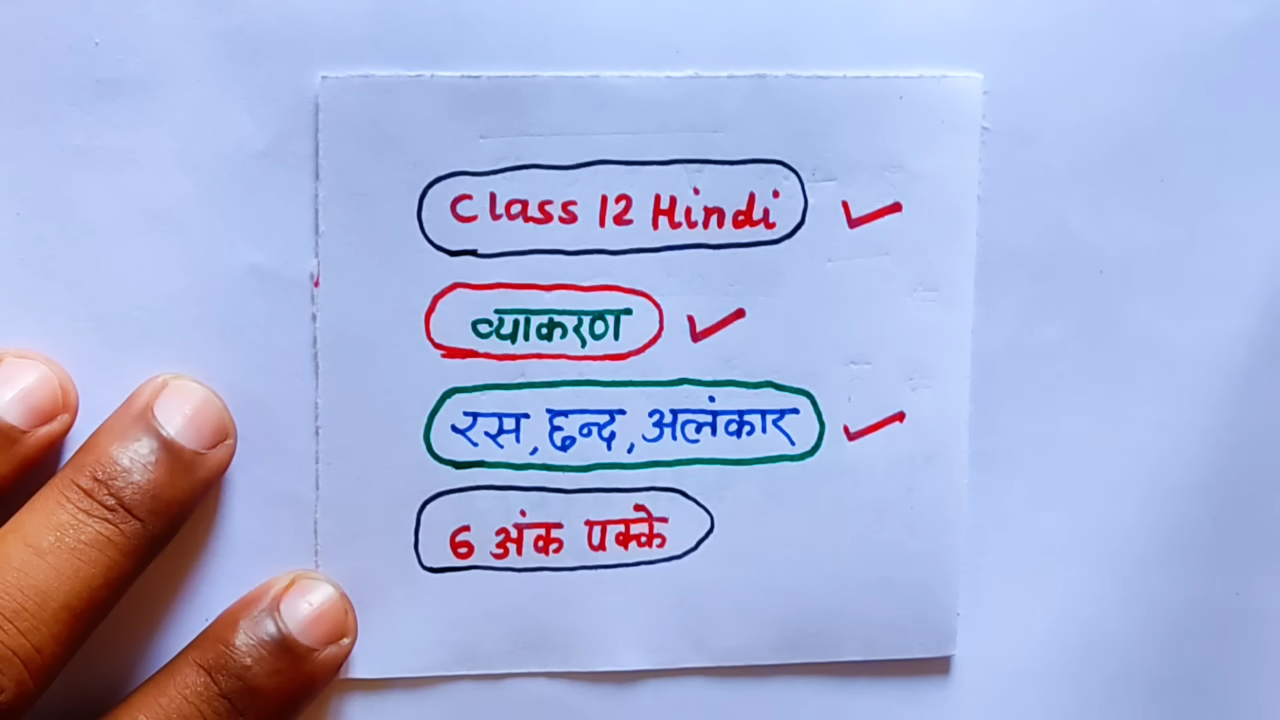 Class 12 Hindi
व्याकरण
रस, छन्द, अलंकार
6 अंक पक्के